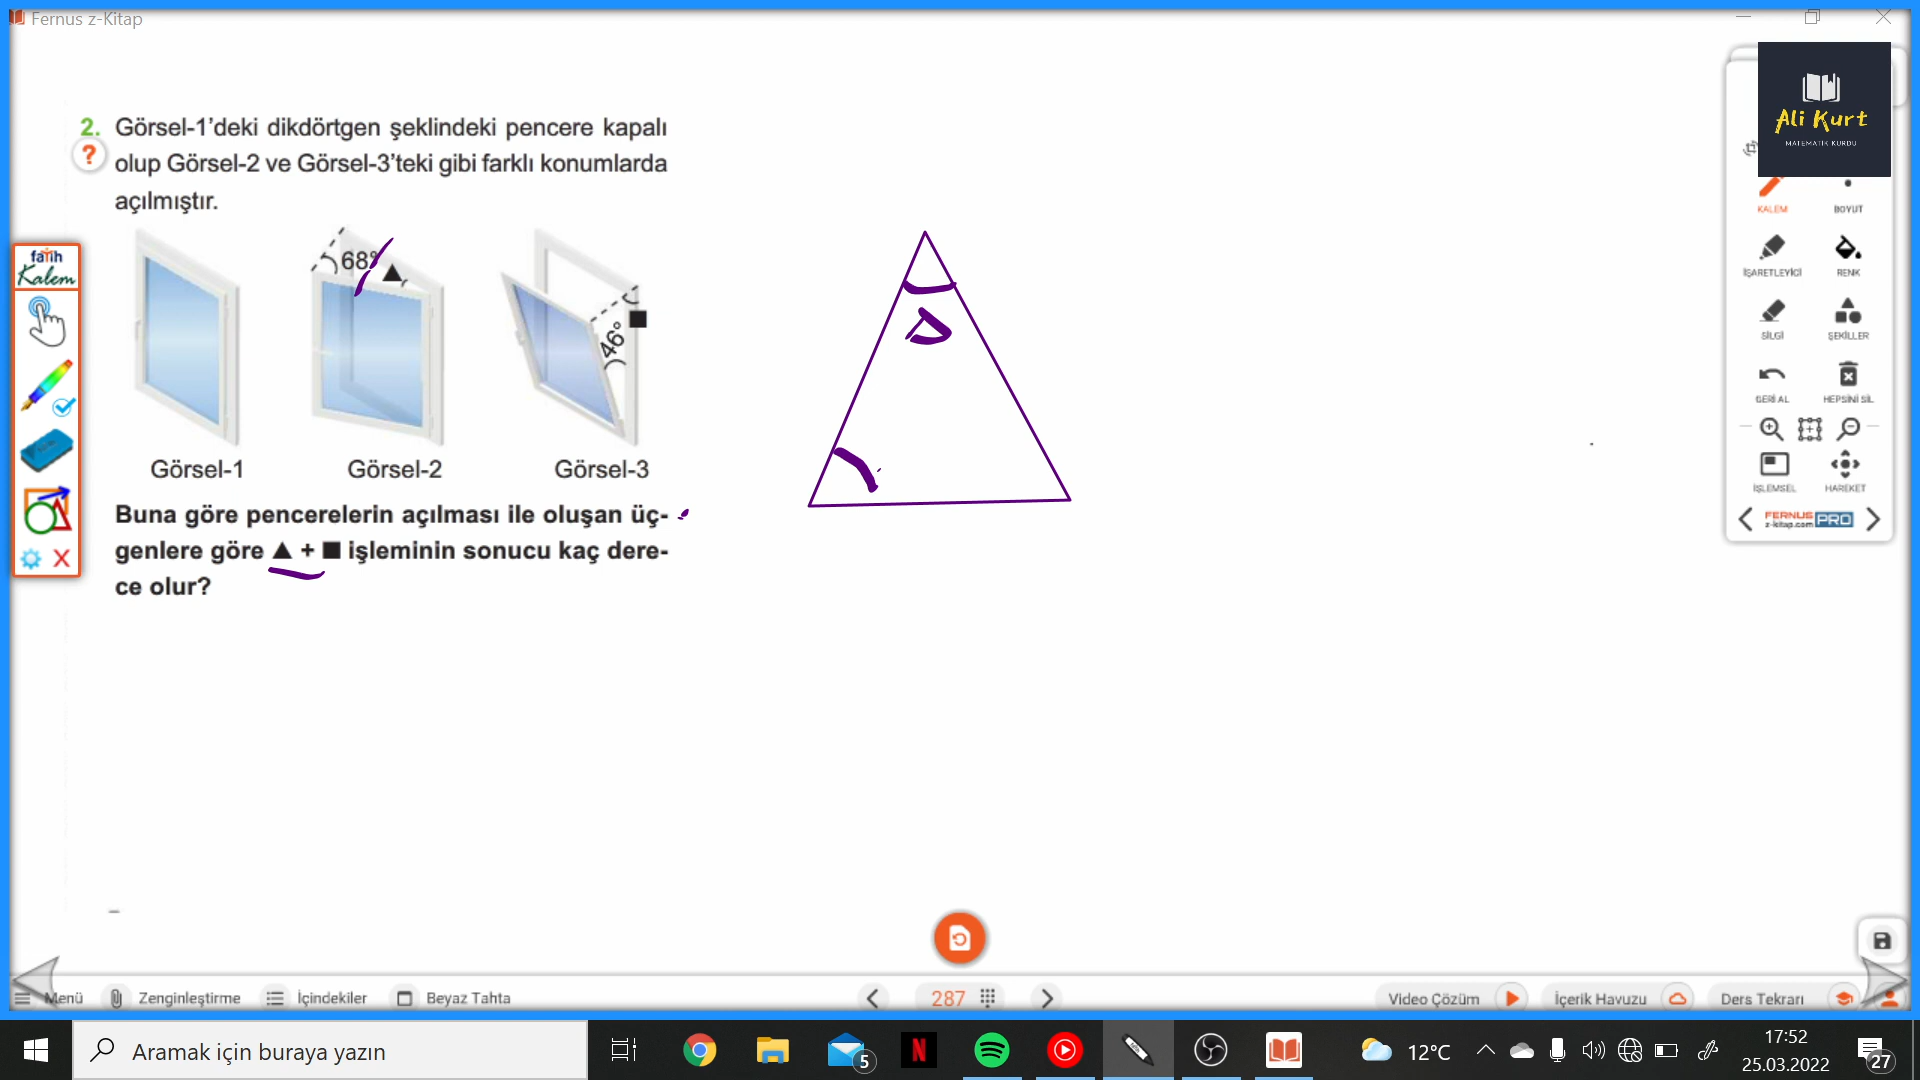 Fernus z-Kitap
2. Görsel-1'deki dikdörtgen şeklindeki pencere kapalı
? olup Görsel-2 ve Görsel-3'teki gibi farklı konumlarda
açılmıştır.
68°
46°
Görsel-1 Görsel-2 Görsel-3
Buna göre pencerelerin açılması ile oluşan üç-
genlere göre ▲ + ■ işleminin sonucu kaç dere-
ce olur?
fatih
Kalem
Ali Kurt
MATEMATİK KURDU
KALEM BOYUT
İŞARETLEYİCİ RENK
SİLGİ ŞEKİLLER
GERİ AL HEPSİNİ SİL
İŞLEMSEL HAREKET
FERNUS
z-kitap.com PRO
Menü Zenginleştirme İçindekiler Beyaz Tahta 287 Video Çözüm İçerik Havuzu Ders Tekrarı
Aramak için buraya yazın 5 12°C 17:52
25.03.2022 27